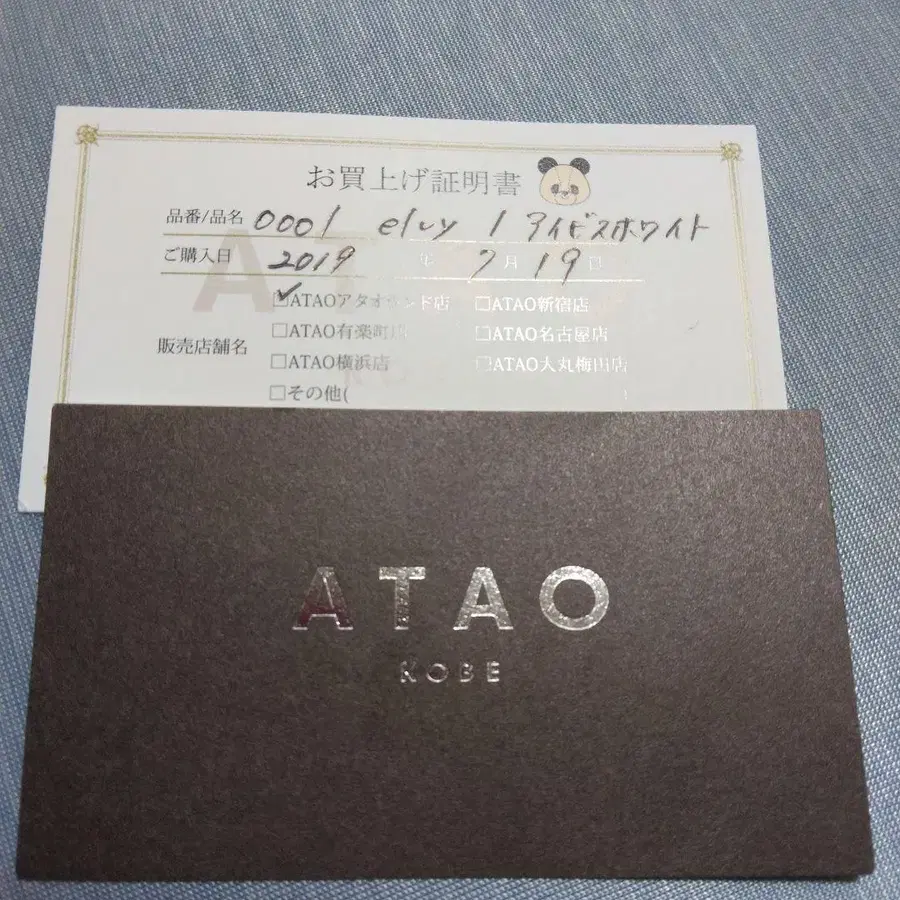 お買上げ証明書
品番/品名 0001 elvy 1 アイビスホワイト
ご購入日 2019 年 7 月 19 日
販売店舗名
☑ATAOアタオランド店 □ATAO新宿店
□ATAO有楽町店 □ATAO名古屋店
□ATAO横浜店 □ATAO大丸梅田店
□その他( )
ATAO
KOBE